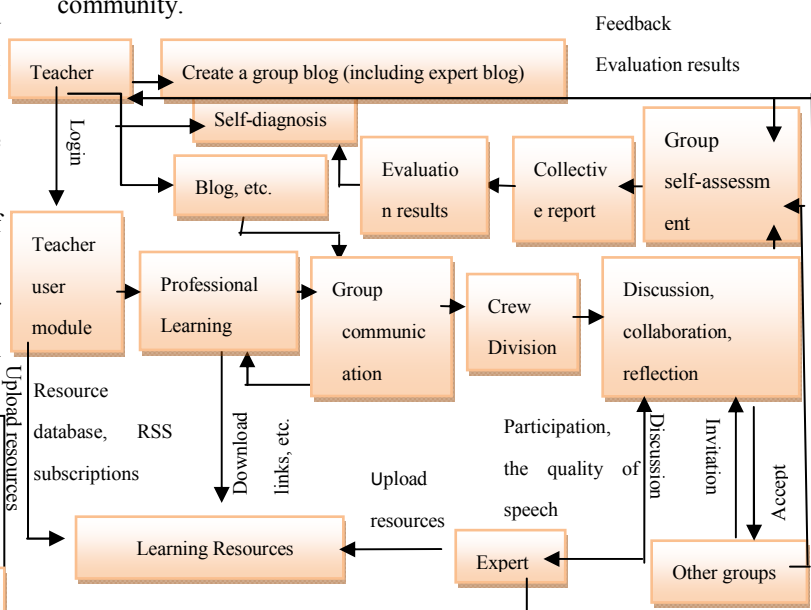 community.
Feedback
Evaluation results
Teacher
Create a group blog (including expert blog)
Self-diagnosis
Login
Blog, etc.
Evaluatio
n results
Collectiv
e report
Group
self-assessm
ent
Teacher
user
module
Professional
Learning
Group
communic
ation
Crew
Division
Discussion,
collaboration,
reflection
Upload resources
Resource
database, RSS
subscriptions
Download
links, etc.
Upload
resources
Participation,
the quality of
speech
Discussion
Invitation
Accept
Learning Resources
Expert
Other groups